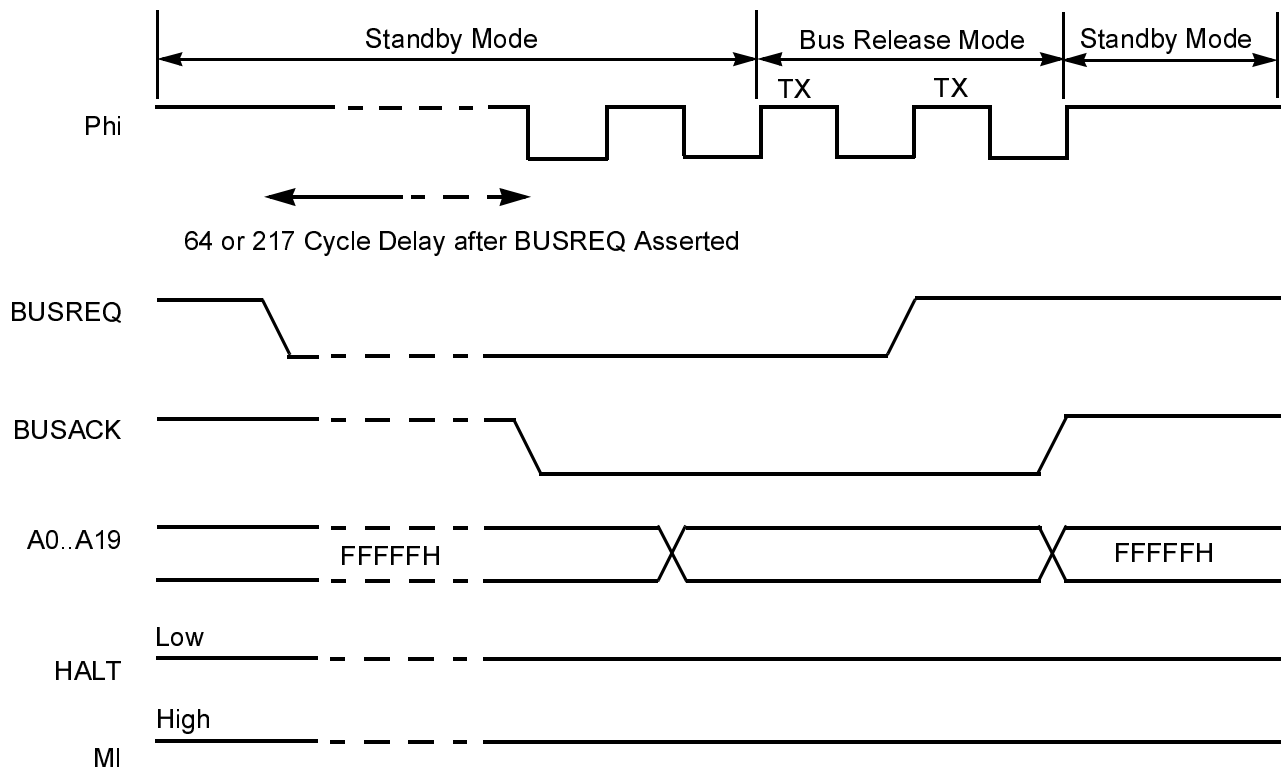 Standby Mode
Bus Release Mode
Standby Mode
TX
TX
Phi
64 or 217 Cycle Delay after BUSREQ Asserted
BUSREQ
BUSACK
A0..A19
FFFFFH
FFFFFH
Low
HALT
High
MI